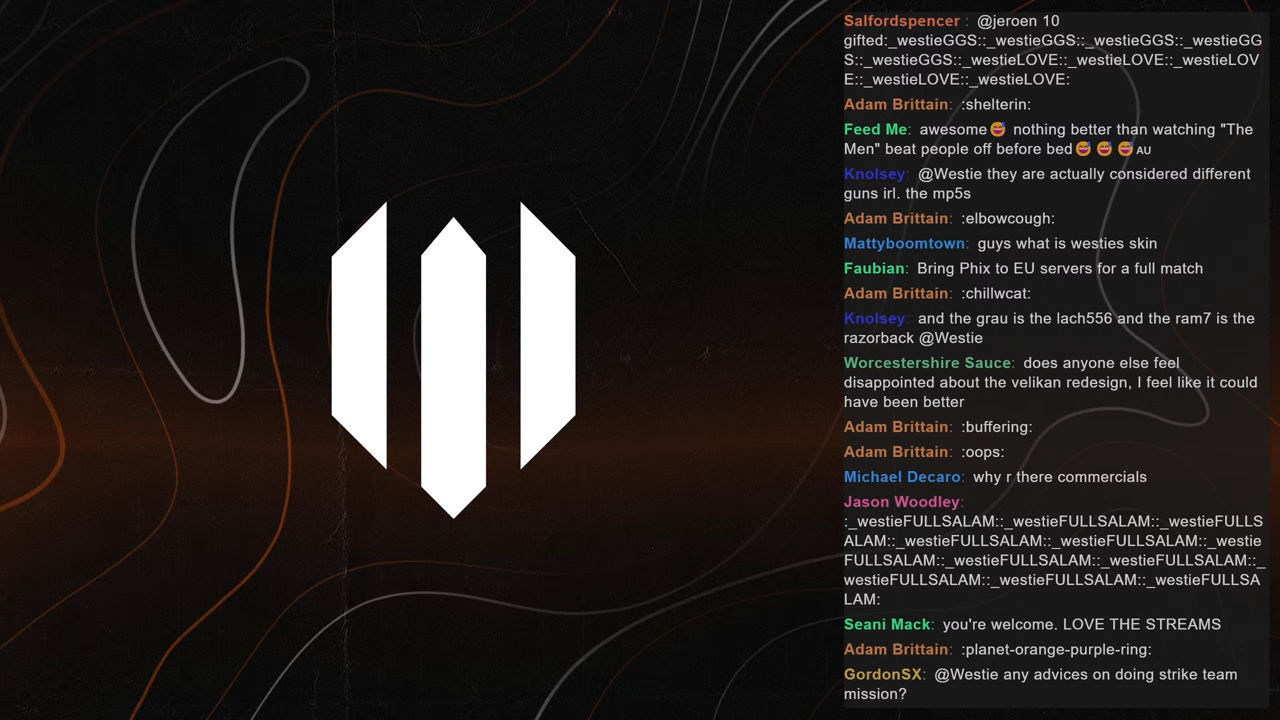 Salfordspencer : @jeroen 10
gifted:_westieGGS::_westieGGS::_westieGGS::_westieGG
S::_westieGGS::_westieLOVE::_westieLOVE::_westieLOV
E::_westieLOVE::_westieLOVE:
Adam Brittain: :shelterin:
Feed Me: awesome😅 nothing better than watching "The
Men" beat people off before bed😅 😅 😅 AU
Knolsey: @Westie they are actually considered different
guns irl. the mp5s
Adam Brittain: :elbowcough:
Mattyboomtown: guys what is westies skin
Faubian: Bring Phix to EU servers for a full match
Adam Brittain: :chillwcat:
Knolsey: and the grau is the lach556 and the ram7 is the
razorback @Westie
Worcestershire Sauce: does anyone else feel
disappointed about the velikan redesign, I feel like it could
have been better
Adam Brittain: :buffering:
Adam Brittain: :oops:
Michael Decaro: why r there commercials
Jason Woodley:
:_westieFULLSALAM::_westieFULLSALAM::_westieFULLS
ALAM::_westieFULLSALAM::_westieFULLSALAM::_westie
FULLSALAM::_westieFULLSALAM::_westieFULLSALAM::_
westieFULLSALAM::_westieFULLSALAM::_westieFULLSA
LAM:
Seani Mack: you're welcome. LOVE THE STREAMS
Adam Brittain: :planet-orange-purple-ring:
GordonSX: @Westie any advices on doing strike team
mission?